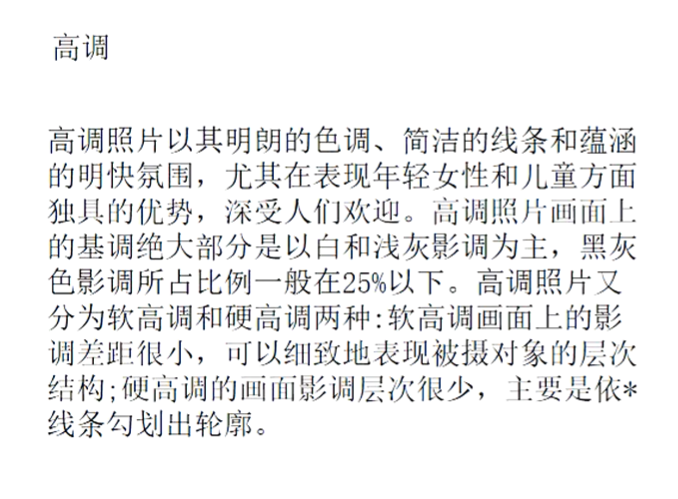 高调
高调照片以其明朗的色调、简洁的线条和蕴涵
的明快氛围，尤其在表现年轻女性和儿童方面
独具的优势，深受人们欢迎。高调照片画面上
的基调绝大部分是以白和浅灰影调为主，黑灰
色影调所占比例一般在25%以下。高调照片又
分为软高调和硬高调两种:软高调画面上的影
调差距很小，可以细致地表现被摄对象的层次
结构;硬高调的画面影调层次很少，主要是依*
线条勾划出轮廓。